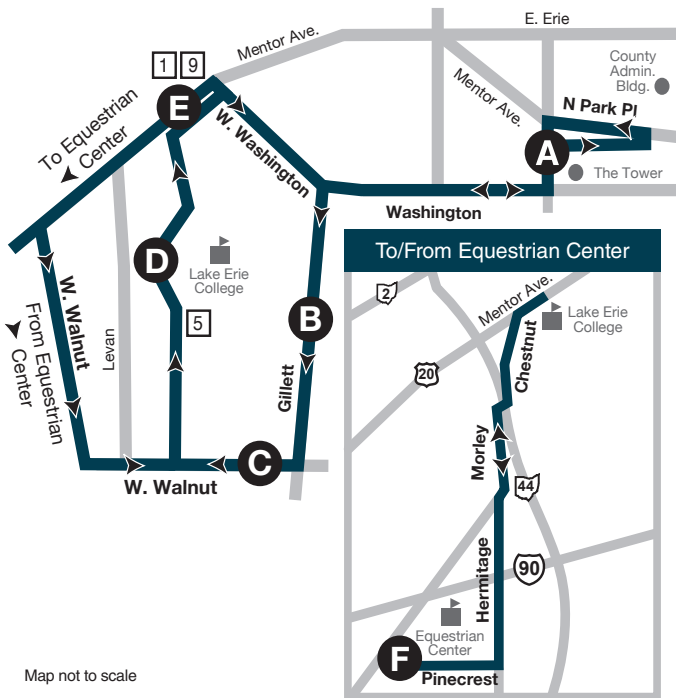 E. Erie
Mentor Ave.
County
Admin.
Bldg.
Mentor Ave.
N Park Pl
1 9
E
To Equestrian
Center
W. Washington
A
The Tower
Washington
To/From Equestrian Center
D
Lake Erie
College
5
B
W. Walnut
From Equestrian
Center
Levan
Gillett
C
W. Walnut
2
Mentor Ave.
Lake Erie
College
20
Chestnut
Morley
44
90
Hermitage
Equestrian
Center
F
Pinecrest
Map not to scale